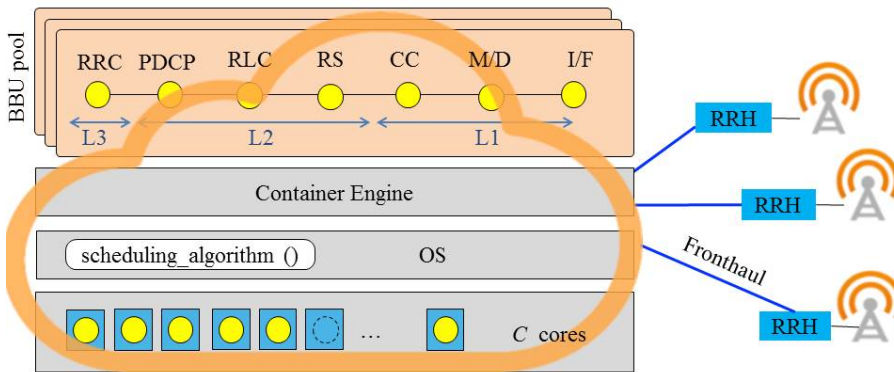 BBU pool
RRC PDCP RLC RS CC M/D I/F
L3 L2 L1
RRH
Container Engine
RRH
scheduling_algorithm () OS
Fronthaul
RRH
... C cores